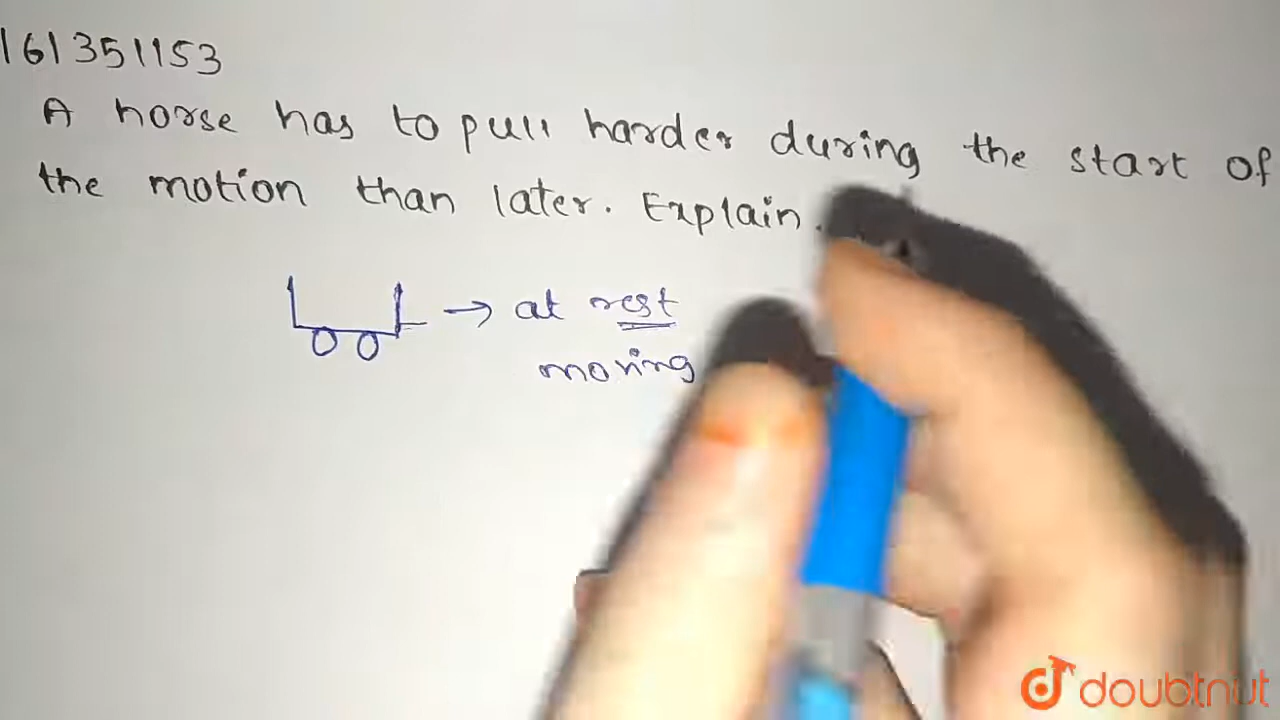 161351153
A horse has to pull harder during the start of
the motion than later. Explain.
→ at rest
moving
doubtnut